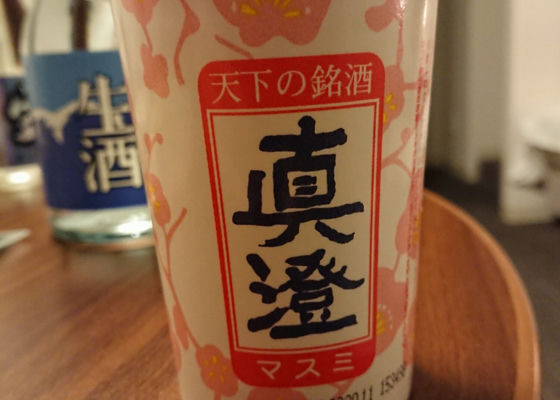 天下の銘酒
真澄
マスミ
生酒